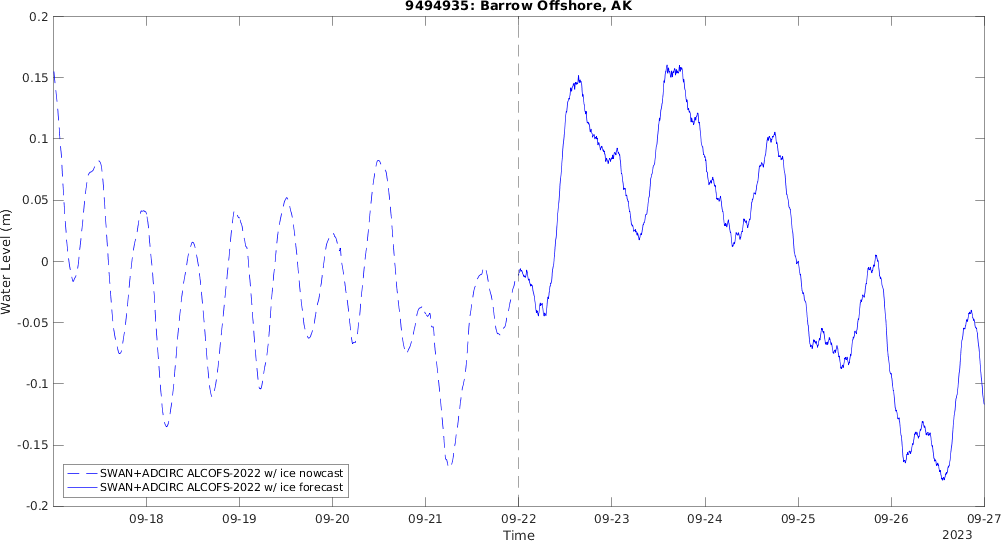 9494935: Barrow Offshore, AK
0.2
0.15
0.1
0.05
0
-0.05
-0.1
-0.15
-0.2
Water Level (m)
SWAN+ADCIRC ALCOFS-2022 w/ ice nowcast
SWAN+ADCIRC ALCOFS-2022 w/ ice forecast
09-18 09-19 09-20 09-21 09-22 09-23 09-24 09-25 09-26 09-27
Time
2023